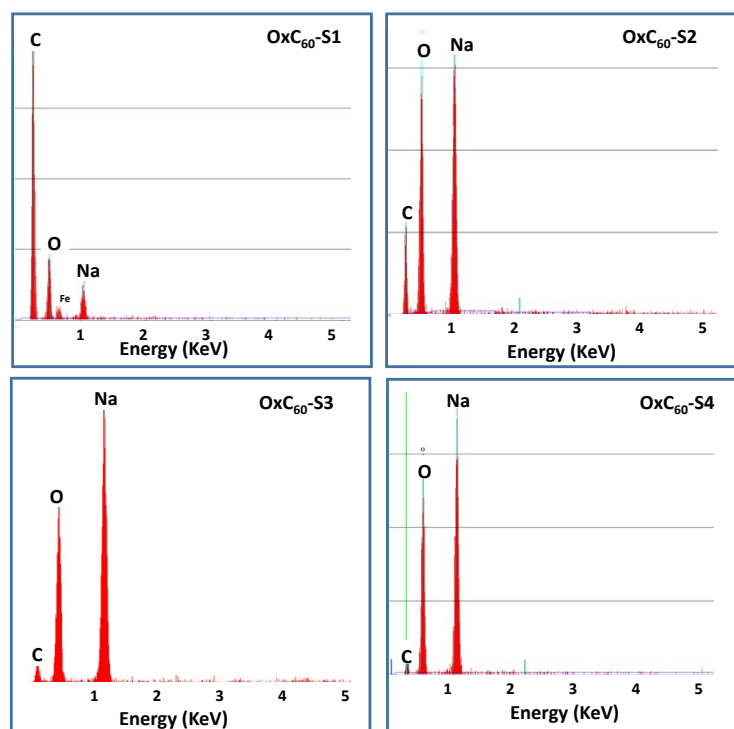 OxC60-S1
C
O
Fe
Na
1 2 3 4 5
Energy (KeV)
OxC60-S2
O
Na
C
1 2 3 4 5
Energy (KeV)
OxC60-S3
Na
O
C
1 2 3 4 5
Energy (KeV)
OxC60-S4
Na
O
O
C
1 2 3 4 5
Energy (KeV)